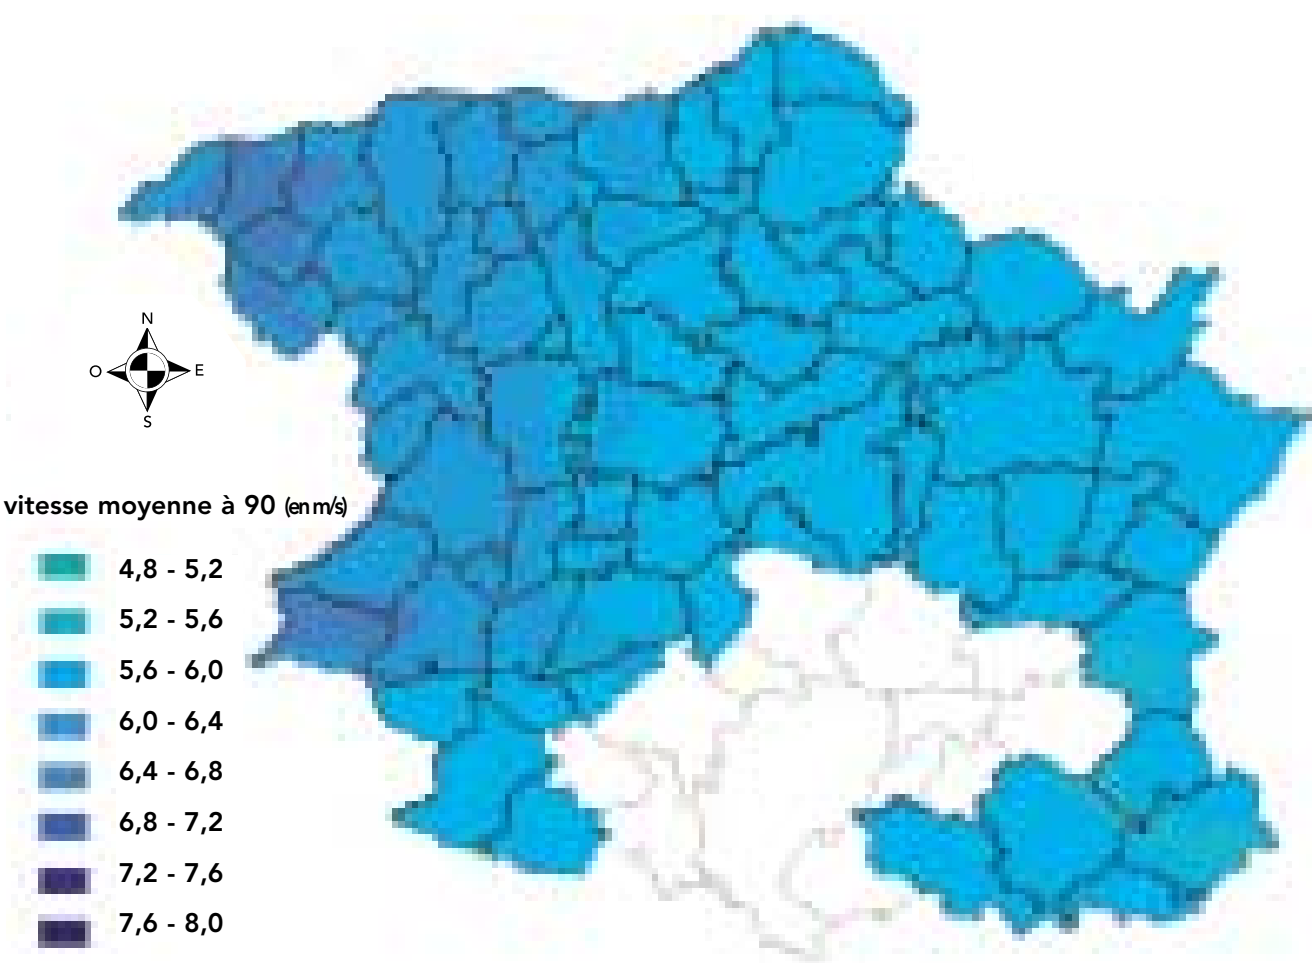 N
O E
S
vitesse moyenne à 90 (en m/s)
4,8 - 5,2
5,2 - 5,6
5,6 - 6,0
6,0 - 6,4
6,4 - 6,8
6,8 - 7,2
7,2 - 7,6
7,6 - 8,0